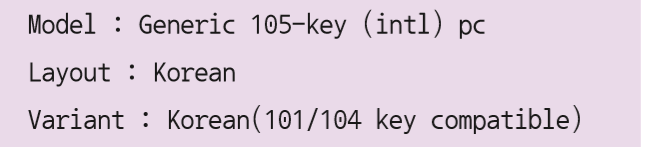 Model : Generic 105-key (intl) pc
Layout : Korean
Variant : Korean(101/104 key compatible)